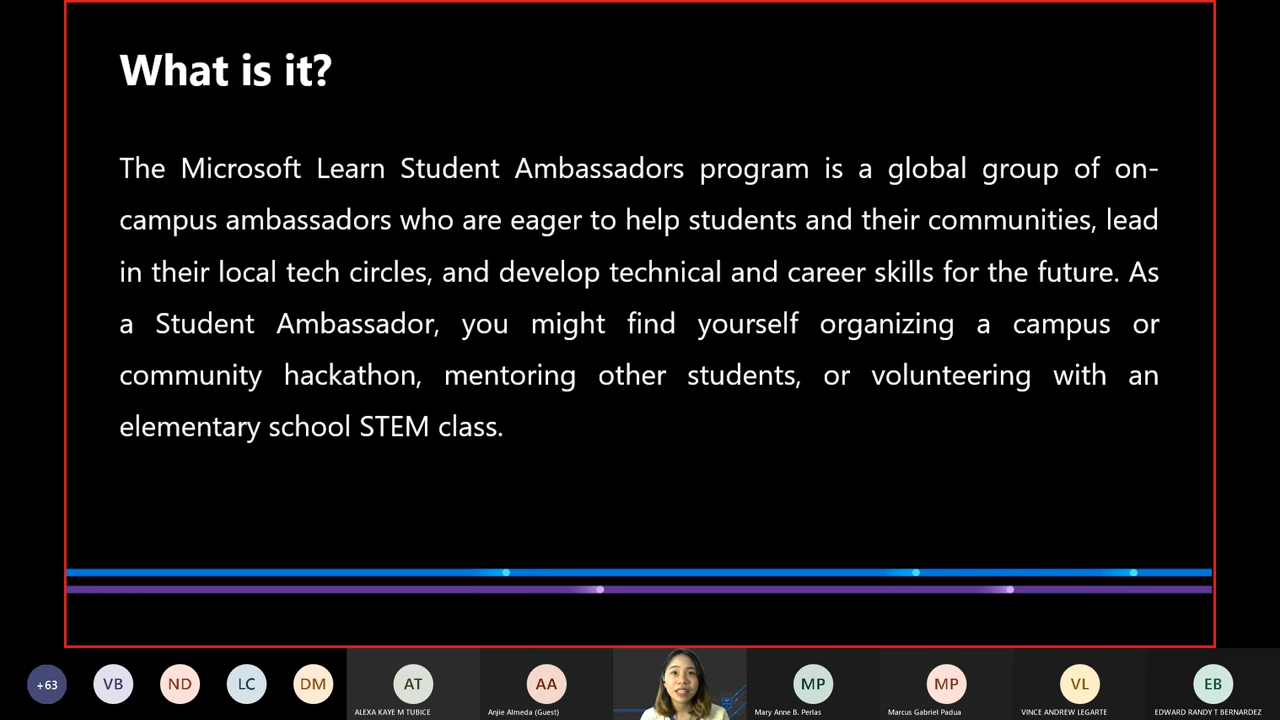 What is it?
The Microsoft Learn Student Ambassadors program is a global group of on-
campus ambassadors who are eager to help students and their communities, lead
in their local tech circles, and develop technical and career skills for the future. As
a Student Ambassador, you might find yourself organizing a campus or
community hackathon, mentoring other students, or volunteering with an
elementary school STEM class.
+63 VB ND LC DM AT AA MP MP VL EB
ALEXA KAYE M TUBICE Anjie Almeda (Guest) Mary Anne B. Perlas Marcus Gabriel Padua VINCE ANDREW LEGARTE EDWARD RANDY T BERNARDEZ